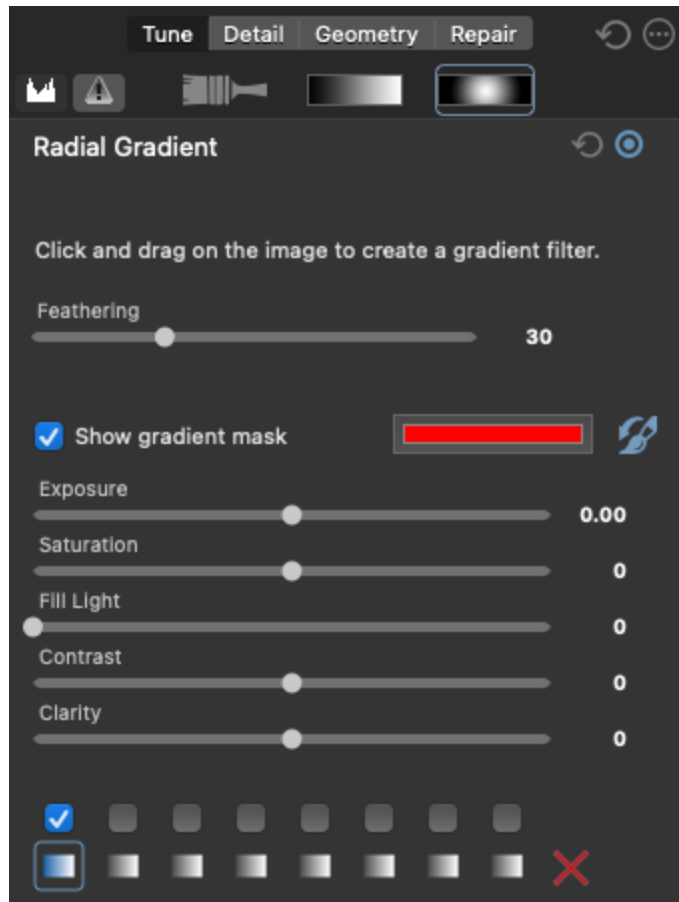 Tune Detail Geometry Repair
Radial Gradient
Click and drag on the image to create a gradient filter.
Feathering
30
Show gradient mask
Exposure
0.00
Saturation
0
Fill Light
0
Contrast
0
Clarity
0